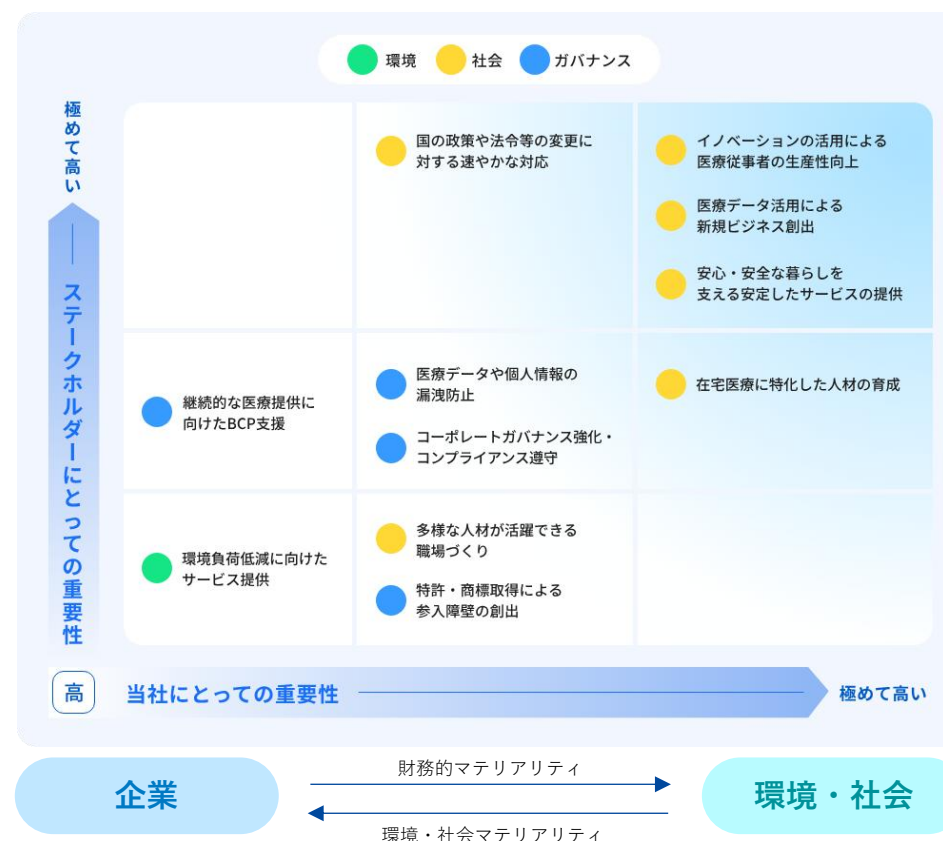 環境 社会 ガバナンス
極めて高い
ステークホルダーにとっての重要性
国の政策や法令等の変更に
対する速やかな対応
イノベーションの活用による
医療従事者の生産性向上
医療データ活用による
新規ビジネス創出
安心・安全な暮らしを
支える安定したサービスの提供
継続的な医療提供に
向けたBCP支援
医療データや個人情報の
漏洩防止
コーポレートガバナンス強化・
コンプライアンス遵守
在宅医療に特化した人材の育成
環境負荷低減に向けた
サービス提供
多様な人材が活躍できる
職場づくり
特許・商標取得による
参入障壁の創出
高 当社にとっての重要性 極めて高い
企業
財務的マテリアリティ
環境・社会マテリアリティ
環境・社会